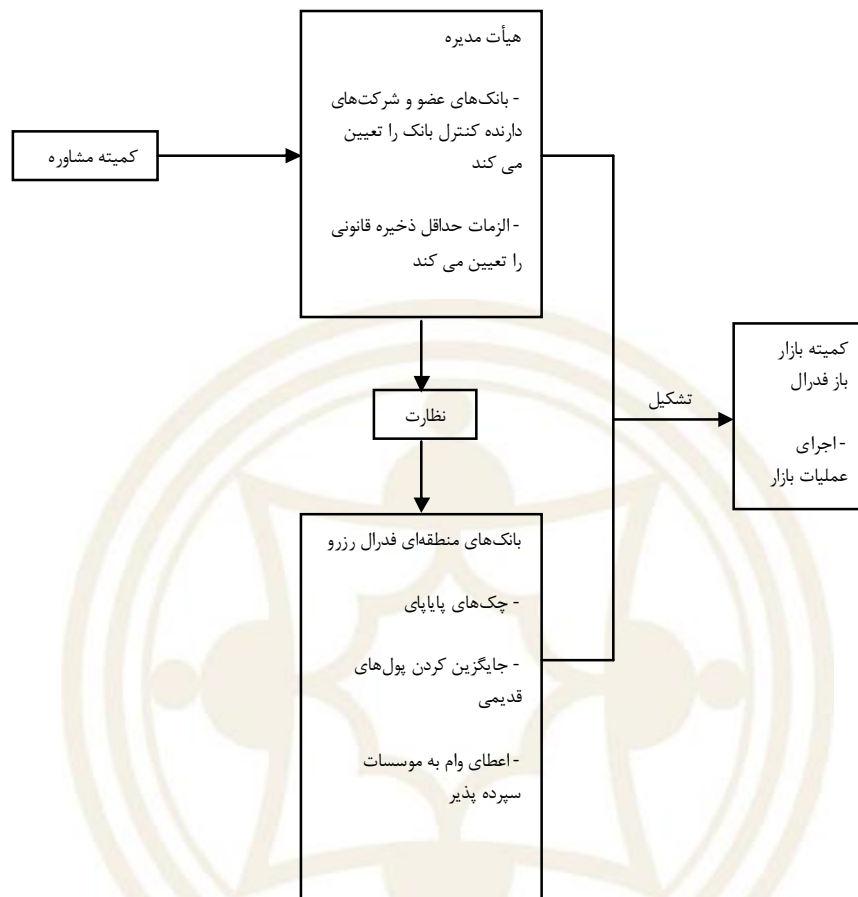 هیأت مدیره
- بانک‌های عضو و شرکت‌های
دارنده کنترل بانک را تعیین
می کند
- الزمات حداقل ذخیره قانونی
را تعیین می کند
کمیته مشاوره
نظارت
بانک‌های منطقه‌ای فدرال رزرو
- چک‌های پایاپای
- جایگزین کردن پول‌های
قدیمی
- اعطای وام به موسسات
سپرده پذیر
تشکیل
کمیته بازار
باز فدرال
- اجرای
عملیات بازار